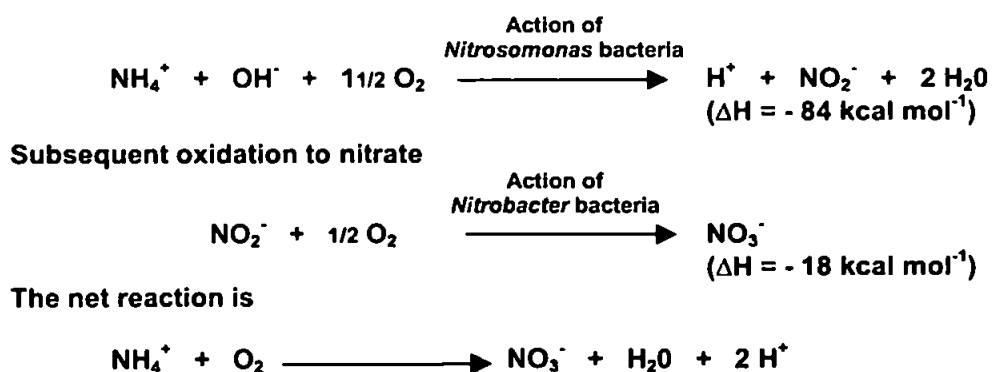 Action of
Nitrosomonas bacteria
NH₄⁺ + OH⁻ + 1 1/2 O₂ ⟶ H⁺ + NO₂⁻ + 2 H₂0
(ΔH = - 84 kcal mol⁻¹)
Subsequent oxidation to nitrate
Action of
Nitrobacter bacteria
NO₂⁻ + 1/2 O₂ ⟶ NO₃⁻
(ΔH = - 18 kcal mol⁻¹)
The net reaction is
NH₄⁺ + O₂ ⟶ NO₃⁻ + H₂0 + 2 H⁺